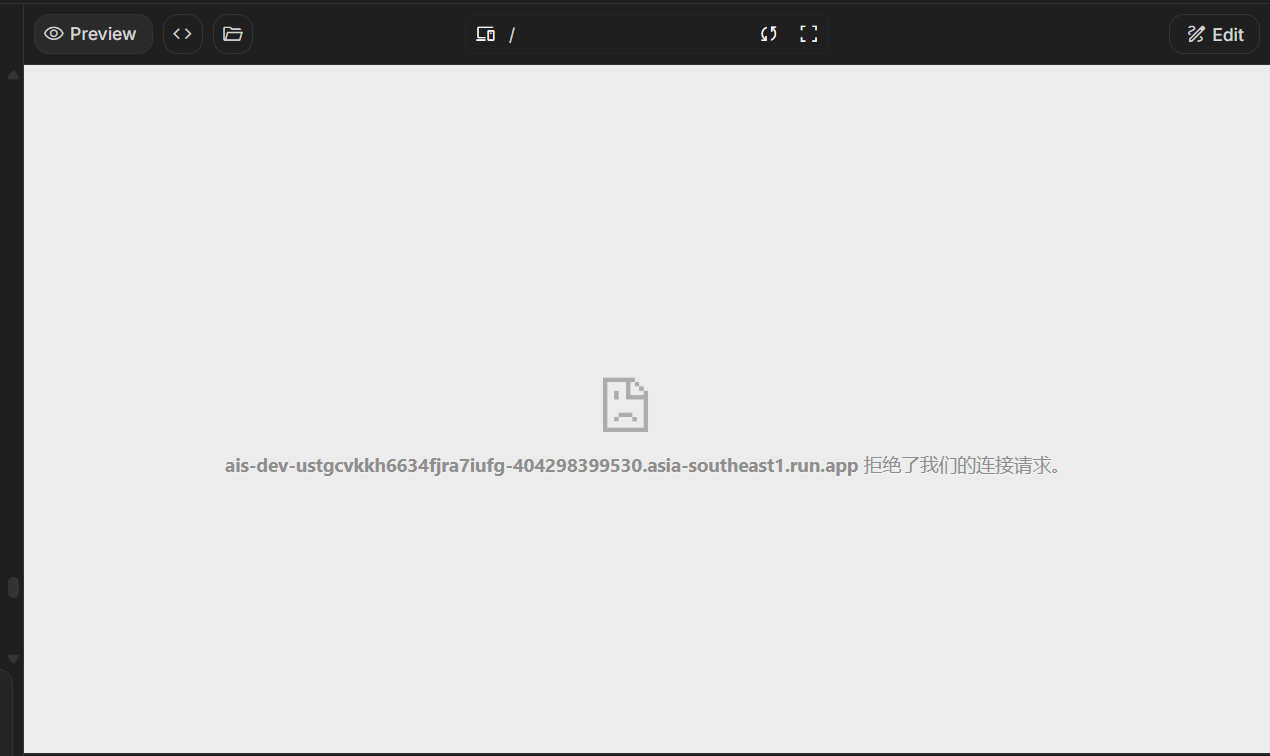 Preview
/
Edit
ais-dev-ustgcvkkh6634fjra7iufg-404298399530.asia-southeast1.run.app 拒绝了我们的连接请求。